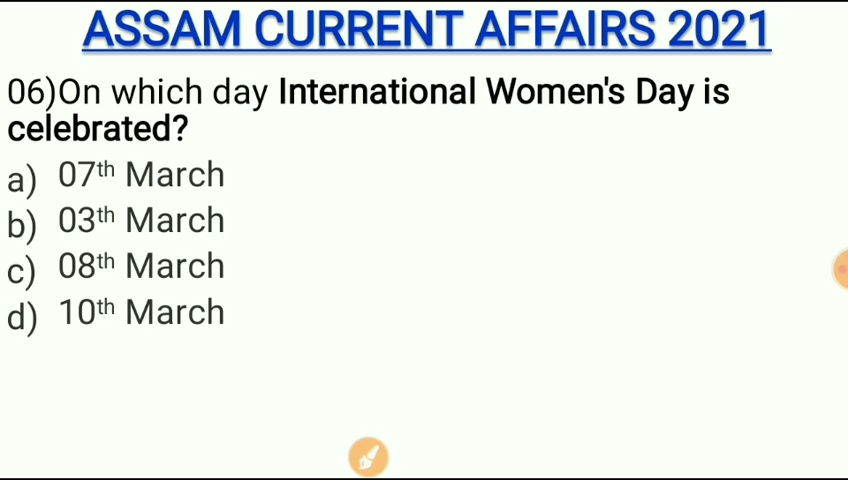 ASSAM CURRENT AFFAIRS 2021
06)On which day International Women's Day is
celebrated?
a) 07th March
b) 03th March
c) 08th March
d) 10th March